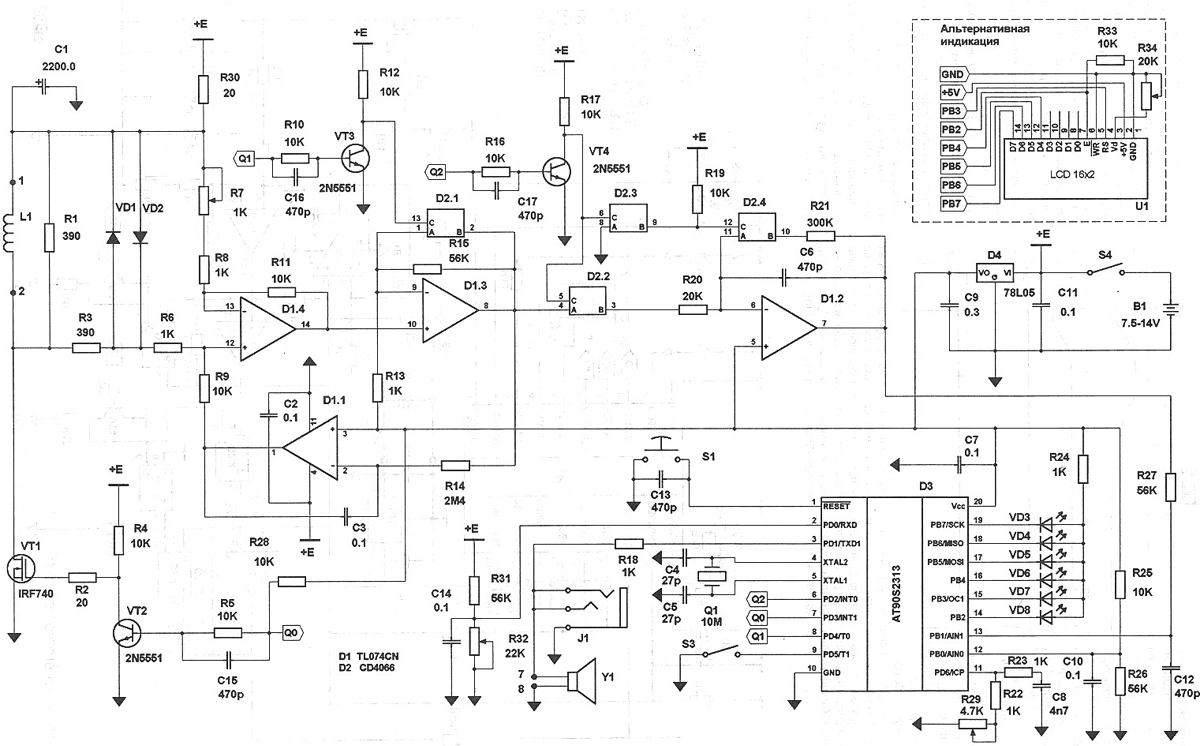 C1
2200.0
+E
R30
20
+E
R12
10K
+E
R17
10K
R10
10K
Q1
C16
470p
VT3
2N5551
R16
10K
Q2
C17
470p
VT4
2N5551
Альтернативная
индикация
R33
10K
R34
20K
GND
+5V
PB3
PB2
PB4
PB5
PB6
PB7
14 13 12 11 10 9 8 7 6 5 4 3 2 1
D7 D6 D5 D4 D3 D2 D1 D0 E WR RS Vd +5V GND
LCD 16x2
U1
1
L1
2
R1
390
VD1
VD2
R7
1K
R8
1K
R11
10K
D1.4
13
12
14
R3
390
R6
1K
R9
10K
D2.1
13 C
1 A
B 2
R15
56K
D1.3
9
10
8
R13
1K
D2.3
6 C
8 A
B 9
D2.2
5 C
4 A
B 3
+E
R19
10K
D2.4
12 C
11 A
B 10
R21
300K
C6
470p
R20
20K
D1.2
6
5
7
D4
VO VI
78L05
+E
S4
C9
0.3
C11
0.1
B1
7.5-14V
C2
0.1
D1.1
11
3
1
2
4
+E
R14
2M4
C3
0.1
+E
R4
10K
VT1
IRF740
R2
20
VT2
2N5551
R5
10K
C15
470p
Q0
R28
10K
D1 TL074CN
D2 CD4066
+E
R31
56K
C14
0.1
R32
22K
J1
7
8
Y1
S1
C13
470p
R18
1K
C4
27p
C5
27p
Q1
10M
Q2
Q0
Q1
S3
D3
AT90S2313
1 RESET
2 PD0/RXD
3 PD1/TXD1
4 XTAL2
5 XTAL1
6 PD2/INT0
7 PD3/INT1
8 PD4/T0
9 PD5/T1
10 GND
Vcc 20
PB7/SCK 19
PB6/MISO 18
PB5/MOSI 17
PB4 16
PB3/OC1 15
PB2 14
PB1/AIN1 13
PB0/AIN0 12
PD6/ICP 11
C7
0.1
R24
1K
VD3
VD4
VD5
VD6
VD7
VD8
R27
56K
R25
10K
R26
56K
C12
470p
C10
0.1
R23 1K
R22
1K
C8
4n7
R29
4.7K